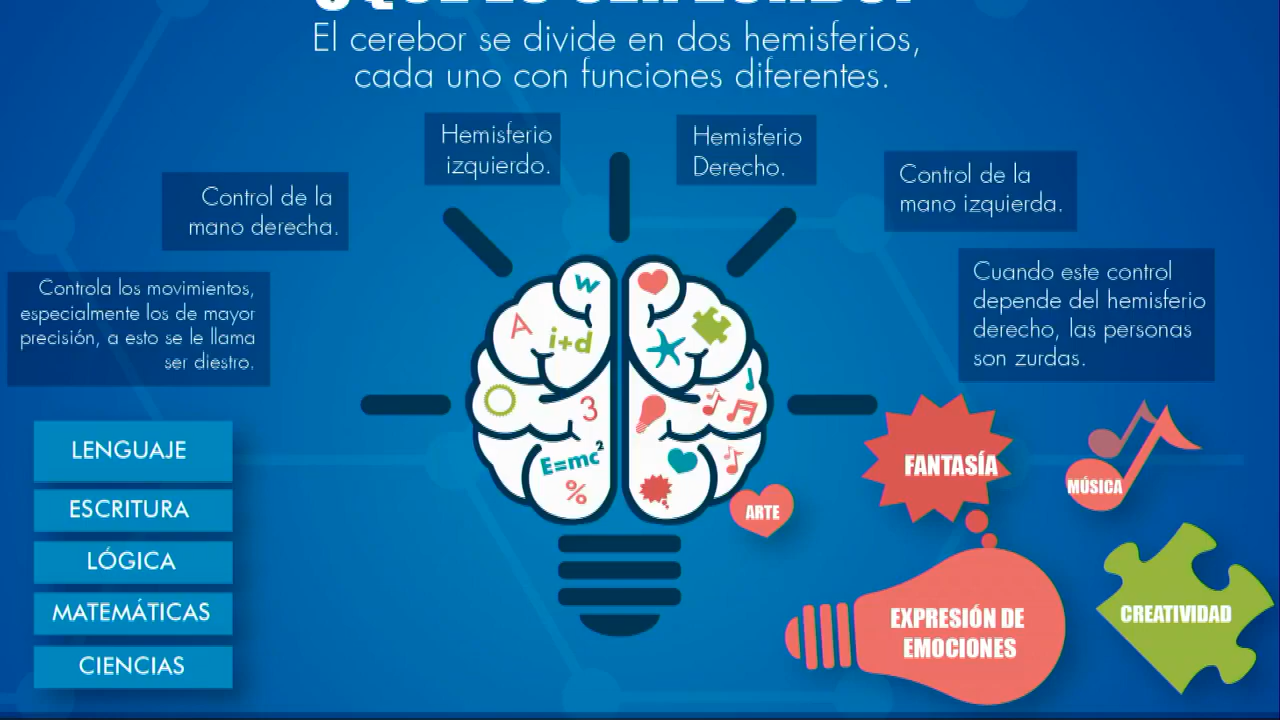 El cerebor se divide en dos hemisferios,
cada uno con funciones diferentes.
Hemisferio
izquierdo.
Hemisferio
Derecho.
Control de la
mano derecha.
Control de la
mano izquierda.
Controla los movimientos,
especialmente los de mayor
precisión, a esto se le llama
ser diestro.
Cuando este control
depende del hemisferio
derecho, las personas
son zurdas.
W
A
i+d
3
E=mc²
%
LENGUAJE
ESCRITURA
LÓGICA
MATEMÁTICAS
CIENCIAS
ARTE
FANTASÍA
MÚSICA
EXPRESIÓN DE
EMOCIONES
CREATIVIDAD